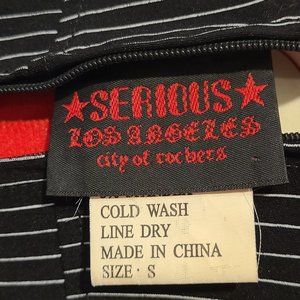 ★SERIOUS★
LOS ANGELES
city of rockers
COLD WASH
LINE DRY
MADE IN CHINA
SIZE: S